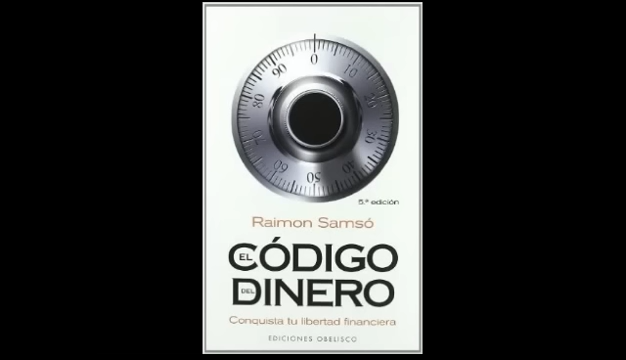 0
10
20
30
40
50
60
70
80
90
5.ª edición
Raimon Samsó
EL CÓDIGO
DEL DINERO
Conquista tu libertad financiera
EDICIONES OBELISCO